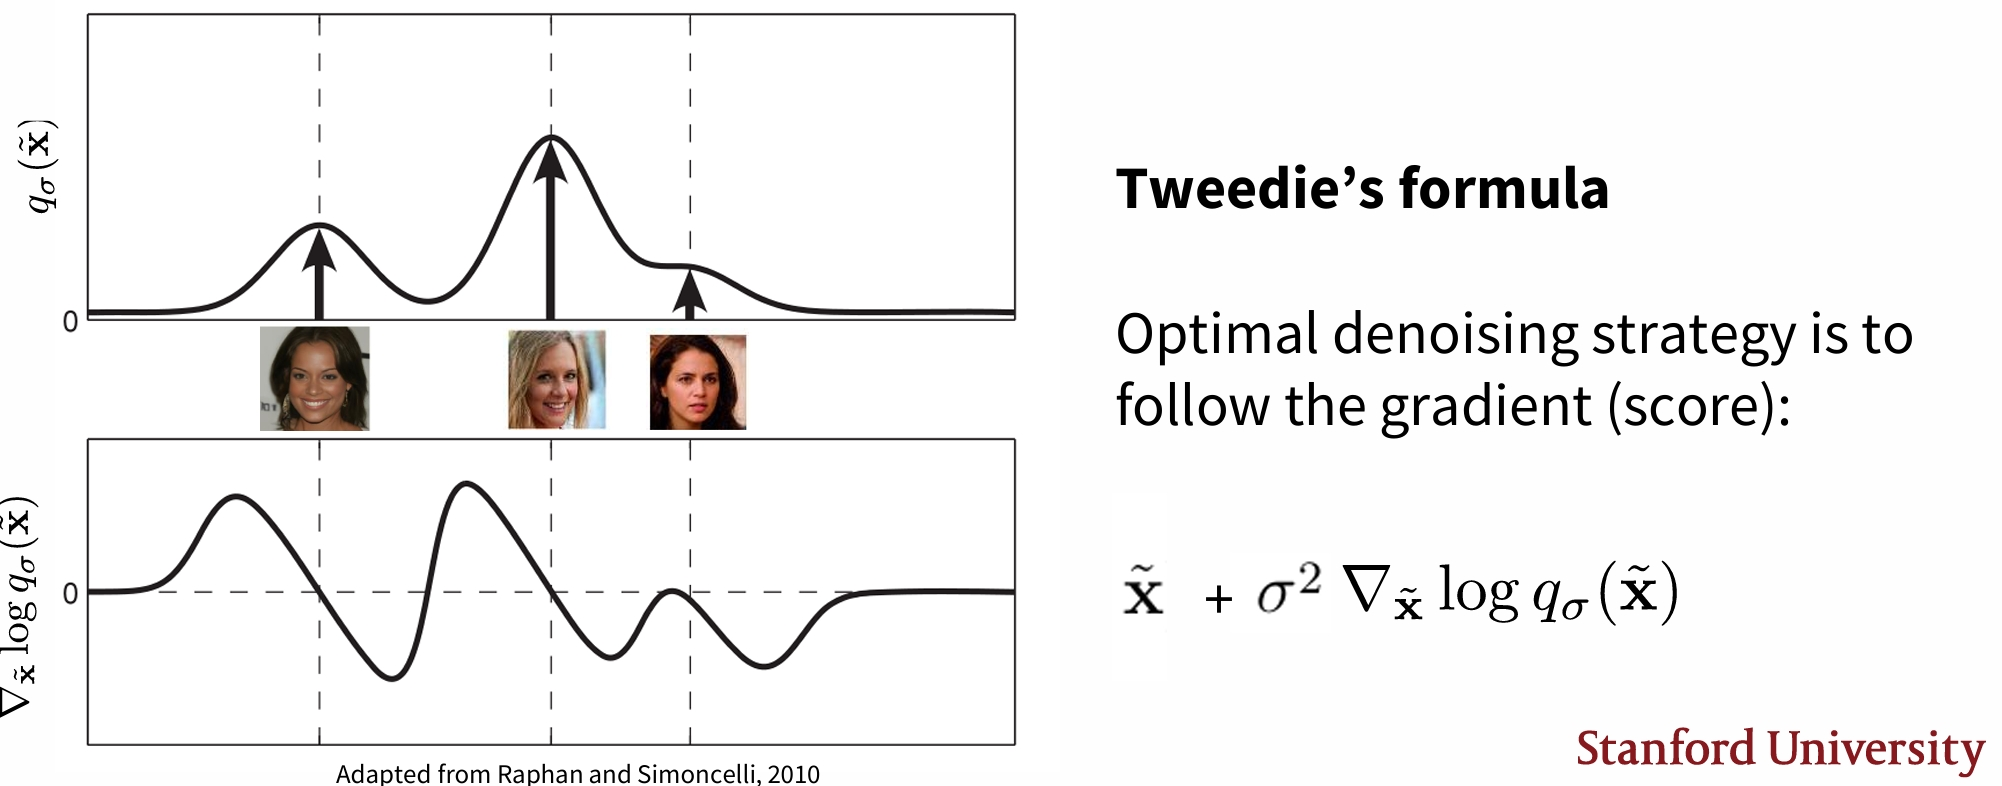 q_σ(x̃)
0
∇_x̃ log q_σ(x̃)
0
Adapted from Raphan and Simoncelli, 2010
Tweedie’s formula
Optimal denoising strategy is to
follow the gradient (score):
x̃ + σ² ∇_x̃ log q_σ(x̃)
Stanford University